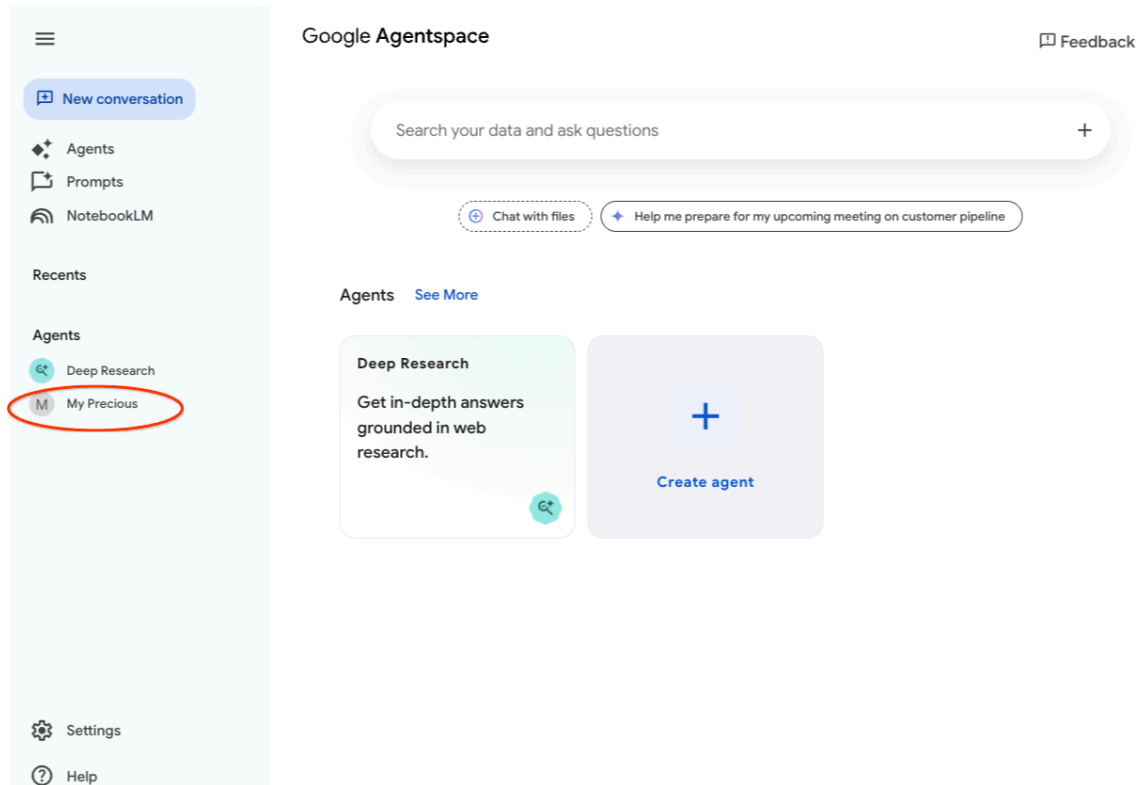 Google Agentspace
Feedback
New conversation
Agents
Prompts
NotebookLM
Recents
Agents
Deep Research
M My Precious
Settings
Help
Search your data and ask questions
Chat with files
Help me prepare for my upcoming meeting on customer pipeline
Agents See More
Deep Research
Get in-depth answers
grounded in web
research.
Create agent